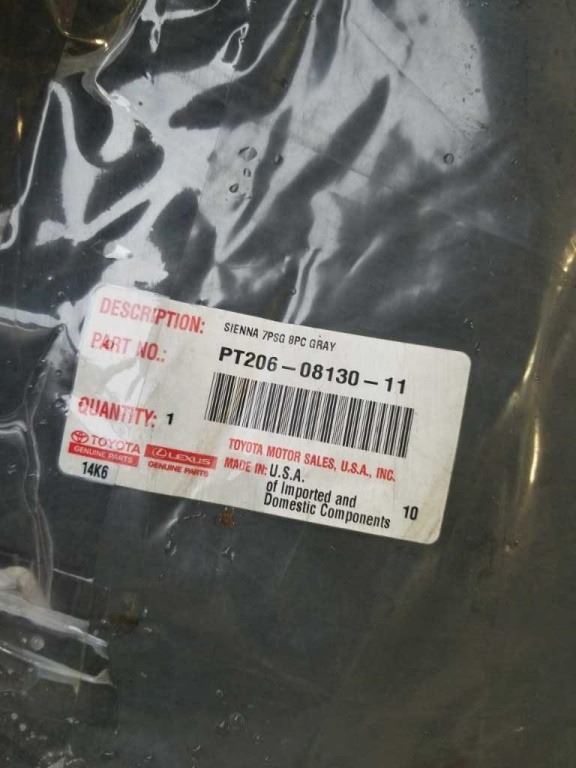 DESCRIPTION: SIENNA 7PSG 8PC GRAY
PART NO.: PT206-08130-11
QUANTITY: 1
TOYOTA LEXUS TOYOTA MOTOR SALES, U.S.A., INC.
GENUINE PARTS GENUINE PARTS MADE IN: U.S.A.
14K6 of Imported and 10
Domestic Components